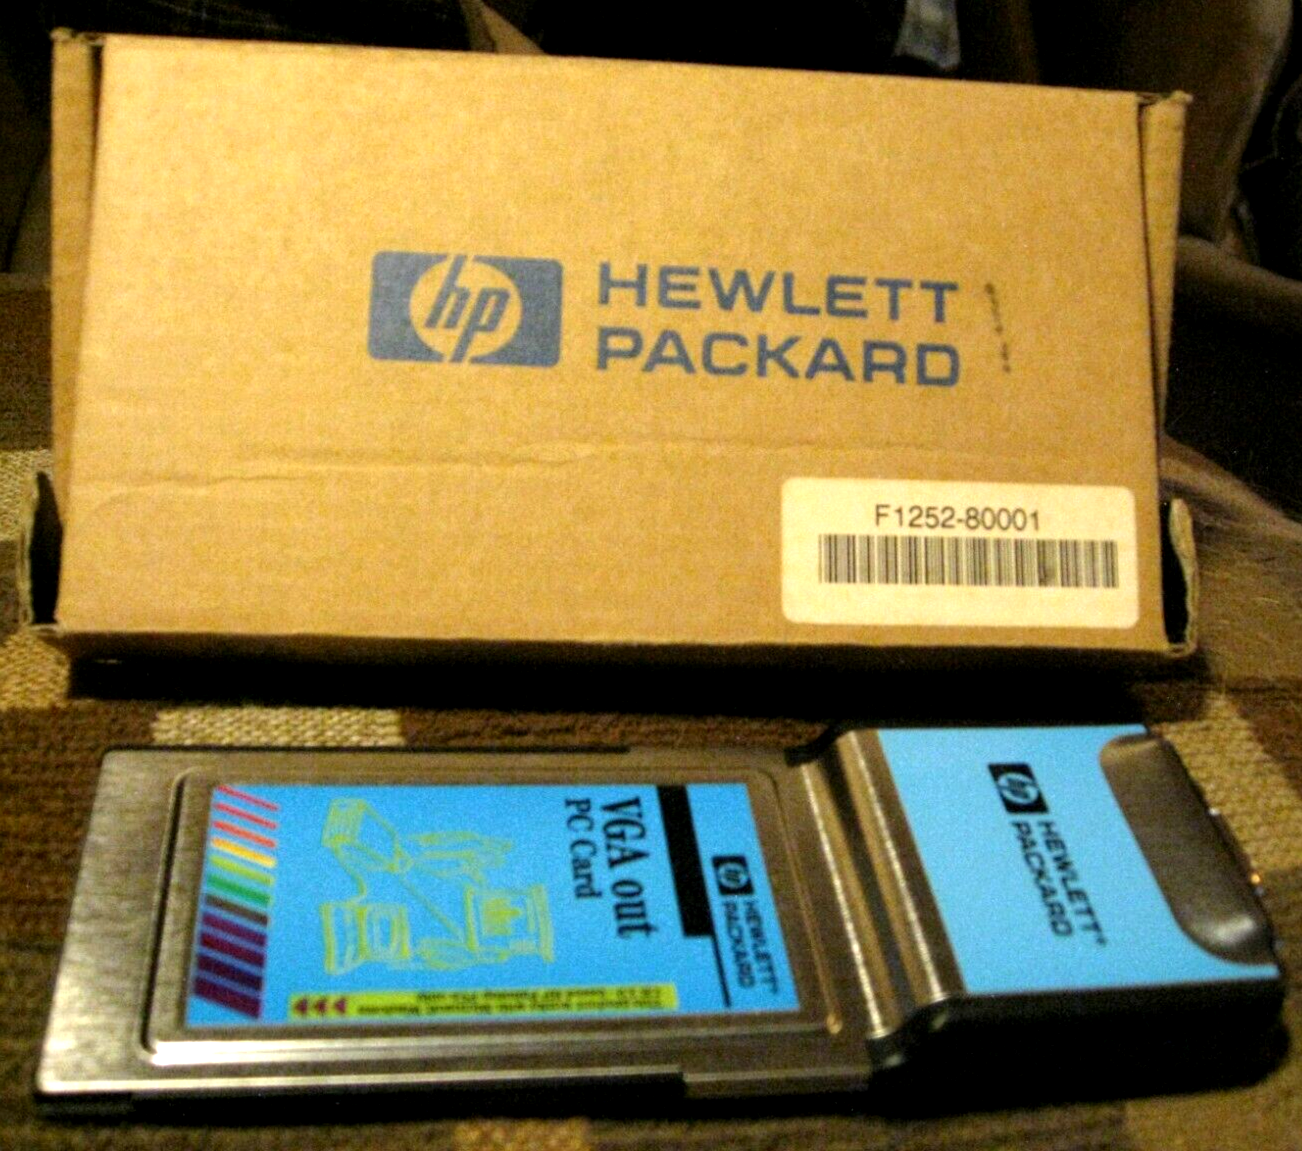 hp
HEWLETT
PACKARD
F1252-80001
hp
HEWLETT®
PACKARD
hp
HEWLETT®
PACKARD
VGA out
PC Card